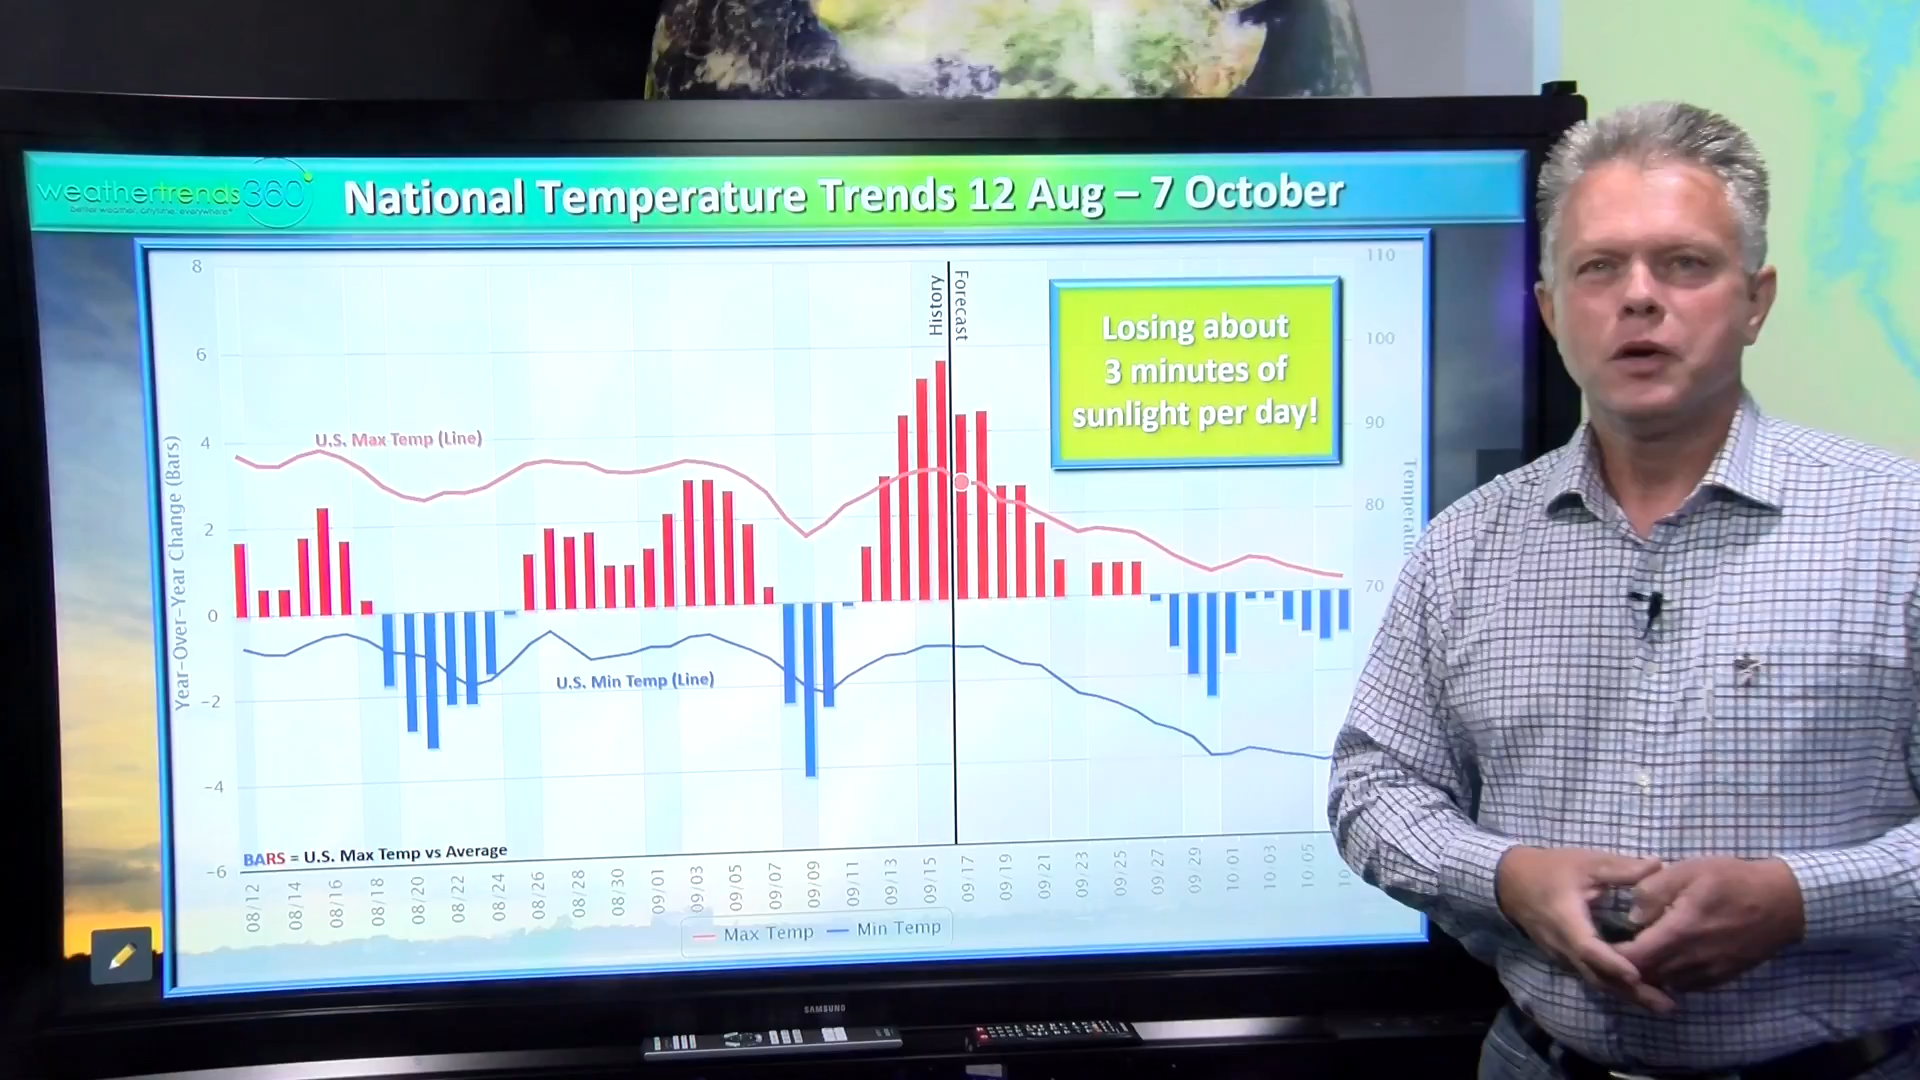 weathertrends360
better weather, anytime, everywhere
National Temperature Trends 12 Aug – 7 October
8
6
4
2
0
-2
-4
-6
Year-Over-Year Change (Bars)
U.S. Max Temp (Line)
U.S. Min Temp (Line)
History
Forecast
Losing about
3 minutes of
sunlight per day!
110
100
90
80
70
BARS = U.S. Max Temp vs Average
08/12 08/14 08/16 08/18 08/20 08/22 08/24 08/26 08/28 08/30 09/01 09/03 09/05 09/07 09/09 09/11 09/13 09/15 09/17 09/19 09/21 09/23 09/25 09/27 09/29 10/01 10/03 10/05
Max Temp Min Temp
SAMSUNG